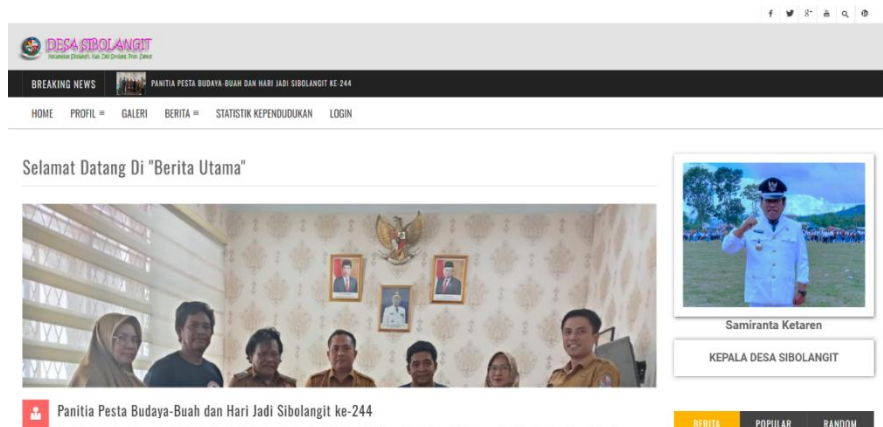 DESA SIBOLANGIT
BREAKING NEWS PANITIA PESTA BUDAYA-BUAH DAN HARI JADI SIBOLANGIT KE-244
HOME PROFIL GALERI BERITA STATISTIK KEPENDUDUKAN LOGIN
Selamat Datang Di "Berita Utama"
Samiranta Ketaren
KEPALA DESA SIBOLANGIT
Panitia Pesta Budaya-Buah dan Hari Jadi Sibolangit ke-244
BERITA POPULAR RANDOM